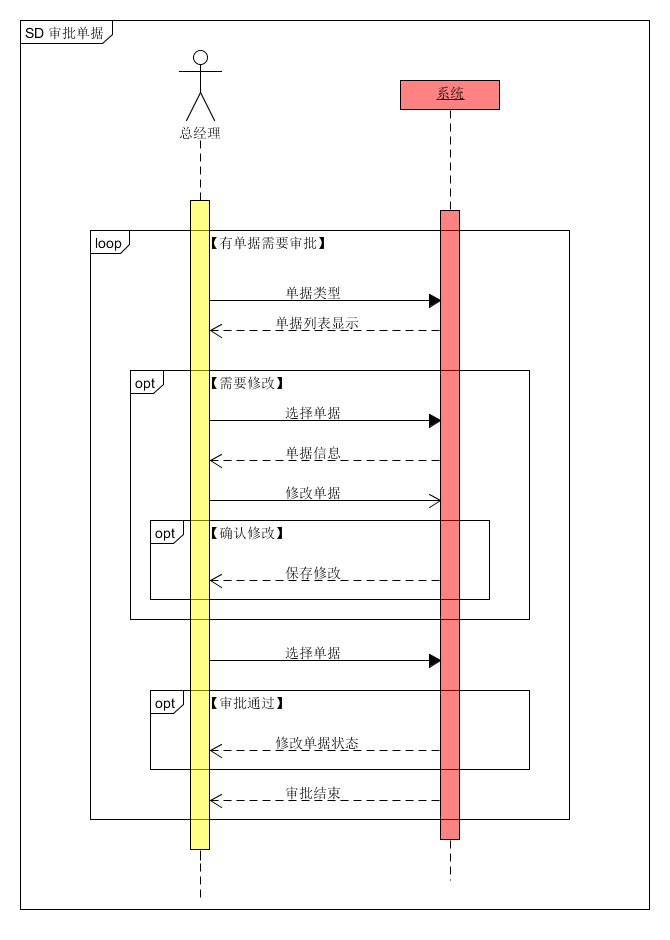 SD 审批单据
系统
总经理
loop
【有单据需要审批】
单据类型
单据列表显示
opt
【需要修改】
选择单据
单据信息
修改单据
opt
【确认修改】
保存修改
选择单据
opt
【审批通过】
修改单据状态
审批结束